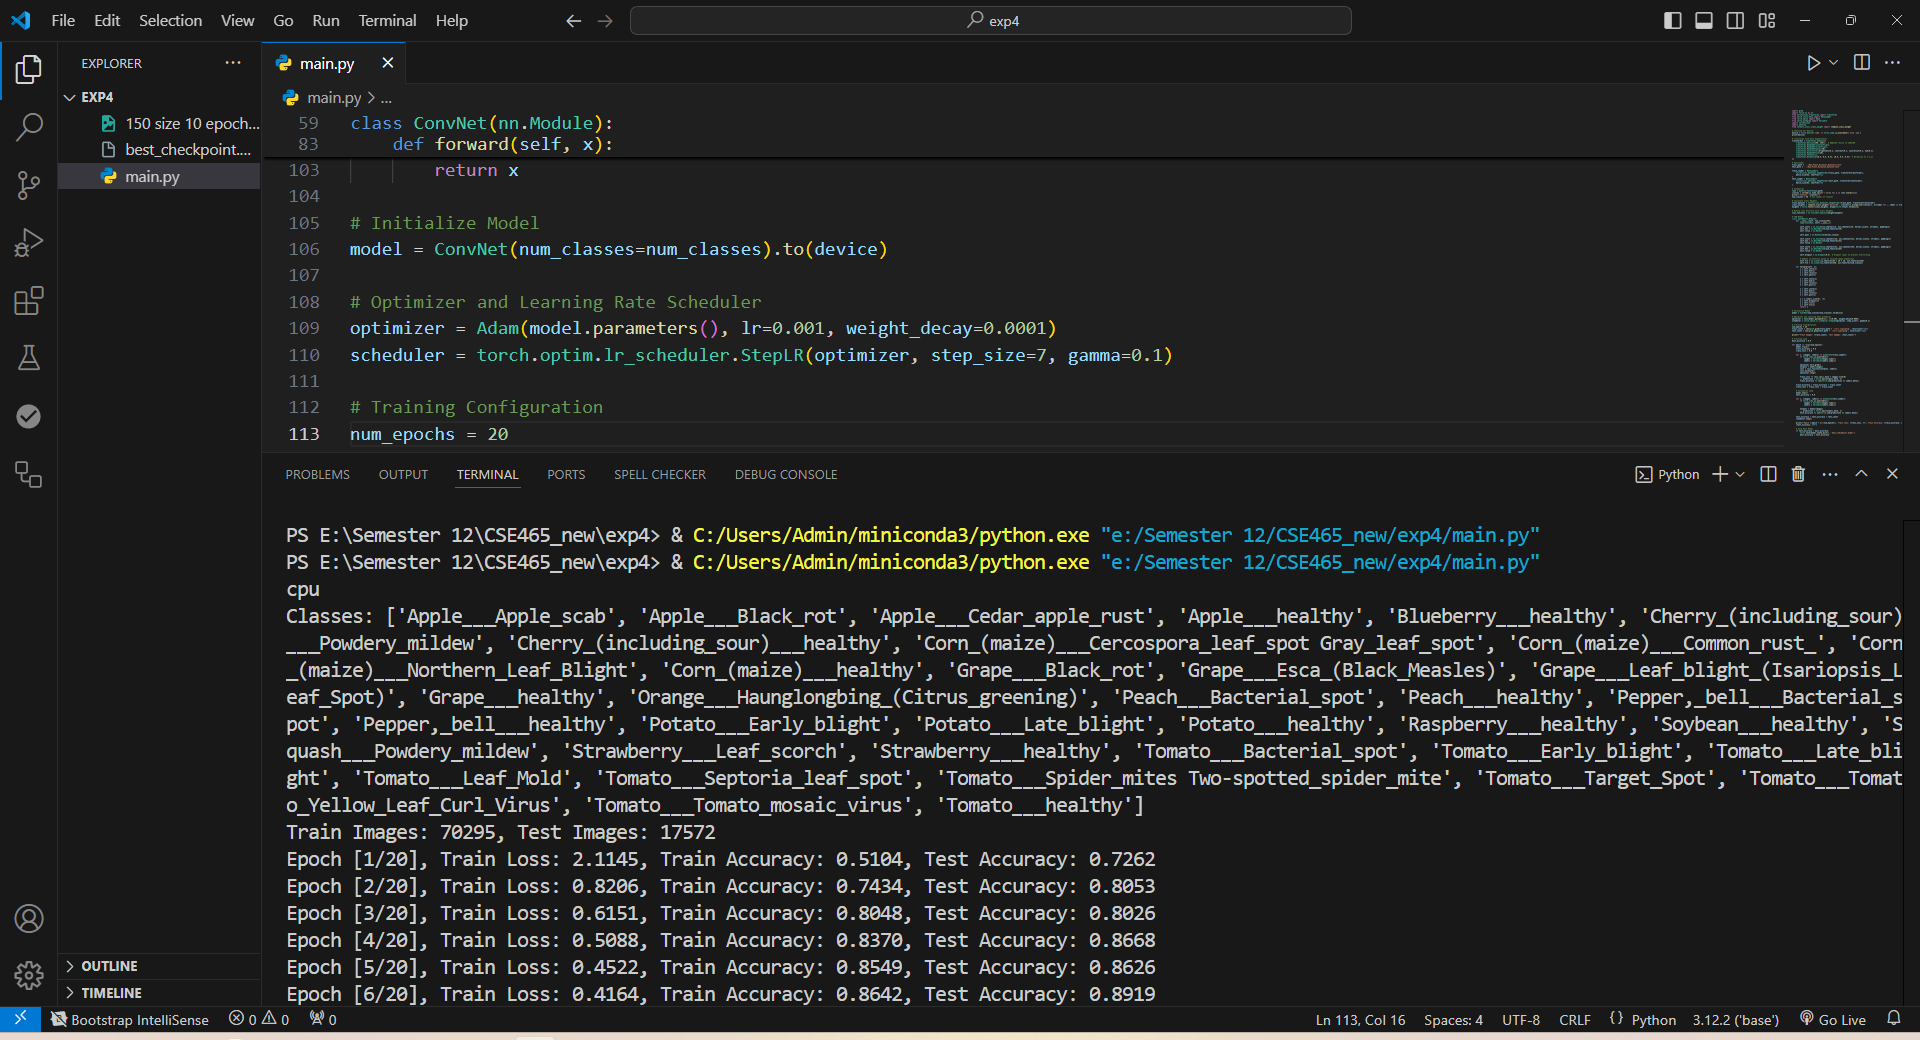 File Edit Selection View Go Run Terminal Help
exp4
EXPLORER
EXP4
150 size 10 epoch...
best_checkpoint....
main.py
main.py
main.py > ...
59 class ConvNet(nn.Module):
83 def forward(self, x):
103 return x
104
105 # Initialize Model
106 model = ConvNet(num_classes=num_classes).to(device)
107
108 # Optimizer and Learning Rate Scheduler
109 optimizer = Adam(model.parameters(), lr=0.001, weight_decay=0.0001)
110 scheduler = torch.optim.lr_scheduler.StepLR(optimizer, step_size=7, gamma=0.1)
111
112 # Training Configuration
113 num_epochs = 20
PROBLEMS OUTPUT TERMINAL PORTS SPELL CHECKER DEBUG CONSOLE
Python
PS E:\Semester 12\CSE465_new\exp4> & C:/Users/Admin/miniconda3/python.exe "e:/Semester 12/CSE465_new/exp4/main.py"
PS E:\Semester 12\CSE465_new\exp4> & C:/Users/Admin/miniconda3/python.exe "e:/Semester 12/CSE465_new/exp4/main.py"
cpu
Classes: ['Apple___Apple_scab', 'Apple___Black_rot', 'Apple___Cedar_apple_rust', 'Apple___healthy', 'Blueberry___healthy', 'Cherry_(including_sour)
___Powdery_mildew', 'Cherry_(including_sour)___healthy', 'Corn_(maize)___Cercospora_leaf_spot Gray_leaf_spot', 'Corn_(maize)___Common_rust_', 'Corn
_(maize)___Northern_Leaf_Blight', 'Corn_(maize)___healthy', 'Grape___Black_rot', 'Grape___Esca_(Black_Measles)', 'Grape___Leaf_blight_(Isariopsis_L
eaf_Spot)', 'Grape___healthy', 'Orange___Haunglongbing_(Citrus_greening)', 'Peach___Bacterial_spot', 'Peach___healthy', 'Pepper,_bell___Bacterial_s
pot', 'Pepper,_bell___healthy', 'Potato___Early_blight', 'Potato___Late_blight', 'Potato___healthy', 'Raspberry___healthy', 'Soybean___healthy', 'S
quash___Powdery_mildew', 'Strawberry___Leaf_scorch', 'Strawberry___healthy', 'Tomato___Bacterial_spot', 'Tomato___Early_blight', 'Tomato___Late_bli
ght', 'Tomato___Leaf_Mold', 'Tomato___Septoria_leaf_spot', 'Tomato___Spider_mites Two-spotted_spider_mite', 'Tomato___Target_Spot', 'Tomato___Tomat
o_Yellow_Leaf_Curl_Virus', 'Tomato___Tomato_mosaic_virus', 'Tomato___healthy']
Train Images: 70295, Test Images: 17572
Epoch [1/20], Train Loss: 2.1145, Train Accuracy: 0.5104, Test Accuracy: 0.7262
Epoch [2/20], Train Loss: 0.8206, Train Accuracy: 0.7434, Test Accuracy: 0.8053
Epoch [3/20], Train Loss: 0.6151, Train Accuracy: 0.8048, Test Accuracy: 0.8026
Epoch [4/20], Train Loss: 0.5088, Train Accuracy: 0.8370, Test Accuracy: 0.8668
Epoch [5/20], Train Loss: 0.4522, Train Accuracy: 0.8549, Test Accuracy: 0.8626
Epoch [6/20], Train Loss: 0.4164, Train Accuracy: 0.8642, Test Accuracy: 0.8919
OUTLINE
TIMELINE
Bootstrap IntelliSense 0 0 0
Ln 113, Col 16 Spaces: 4 UTF-8 CRLF {} Python 3.12.2 ('base') Go Live